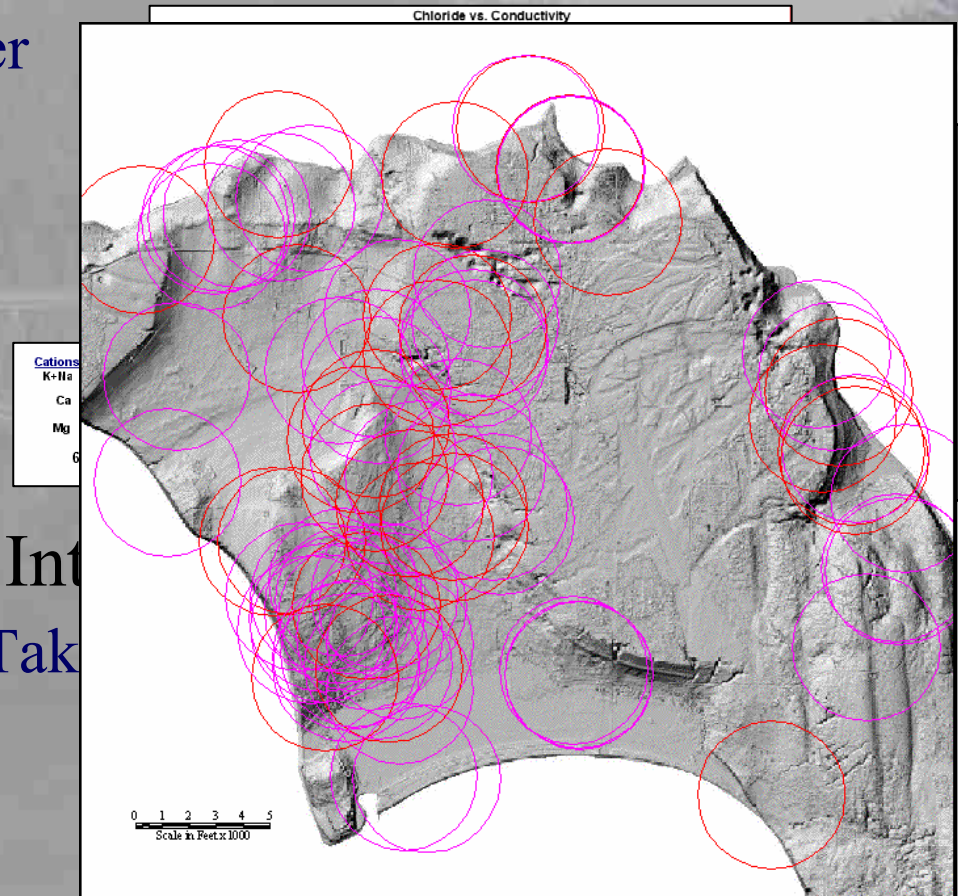 Chloride vs. Conductivity
er
Cations
K+Na
Ca
Mg
6
Int
Tak
0 1 2 3 4 5
Scale in Feet x 1000